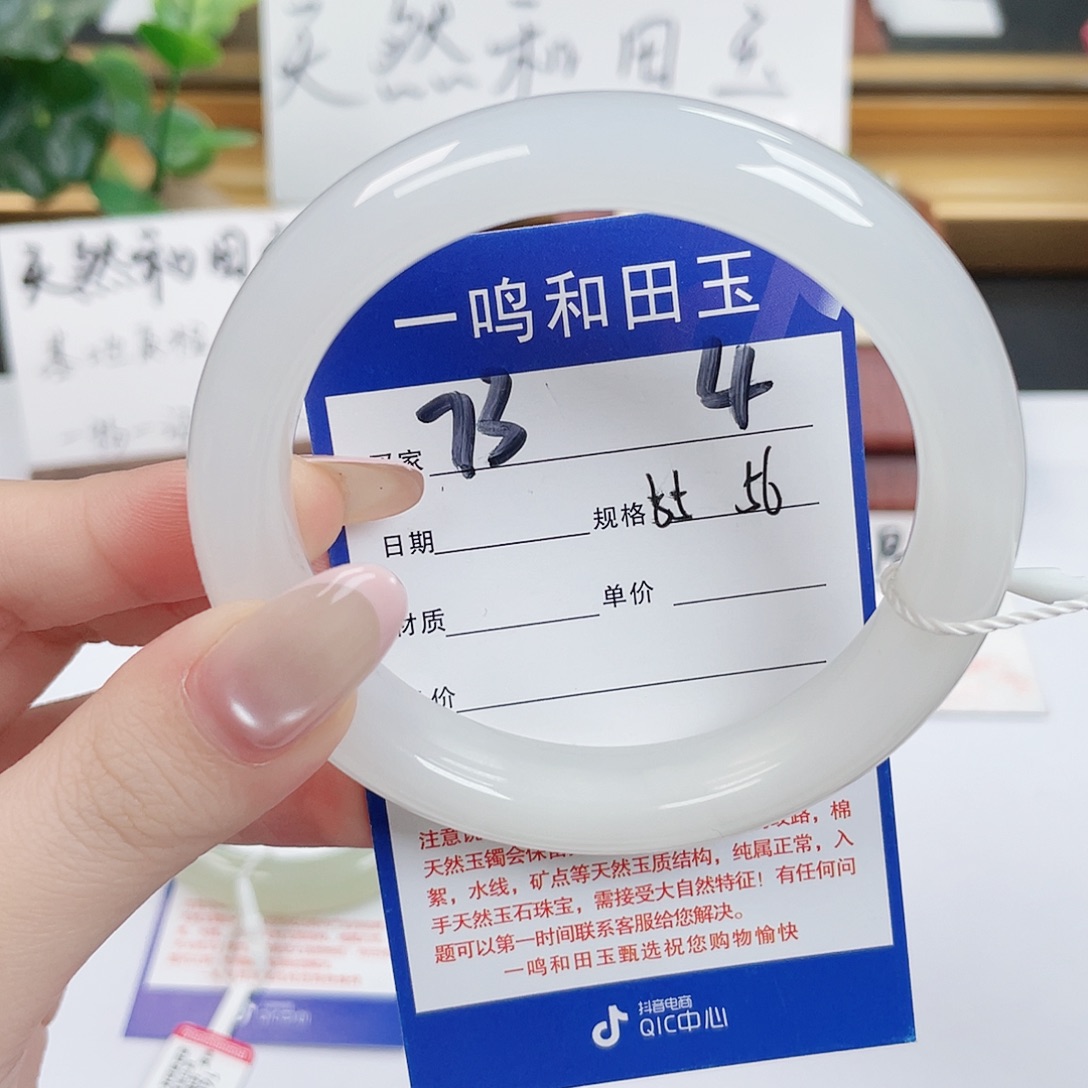 天然和田玉
天然和田
一鸣和田玉
73 4
家
日期 规格 56
材质 单价
价
注意
纹路，棉
天然玉镯会保留
絮，水线，矿点等天然玉质结构，纯属正常，入
手天然玉石珠宝，需接受大自然特征！有任何问
题可以第一时间联系客服给您解决。
一鸣和田玉甄选祝您购物愉快
抖音电商
QIC中心